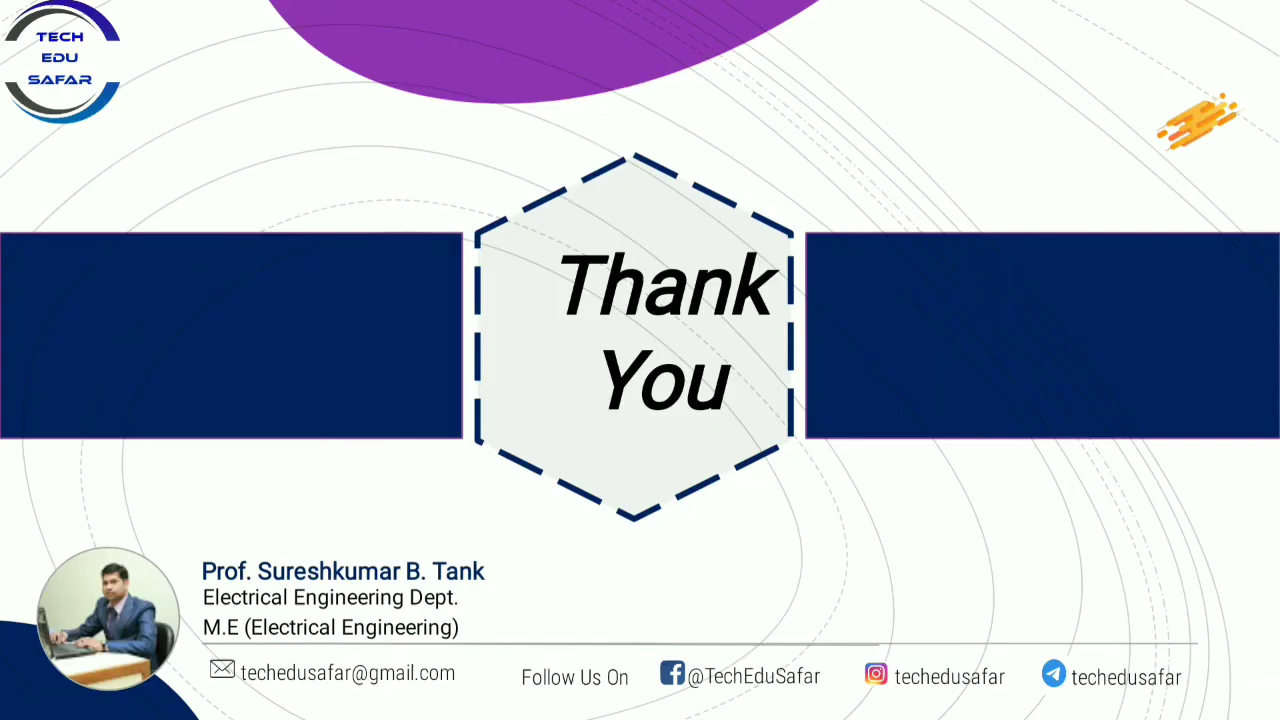 TECH
EDU
SAFAR
Thank
You
Prof. Sureshkumar B. Tank
Electrical Engineering Dept.
M.E (Electrical Engineering)
techedusafar@gmail.com
Follow Us On
@TechEduSafar
techedusafar
techedusafar